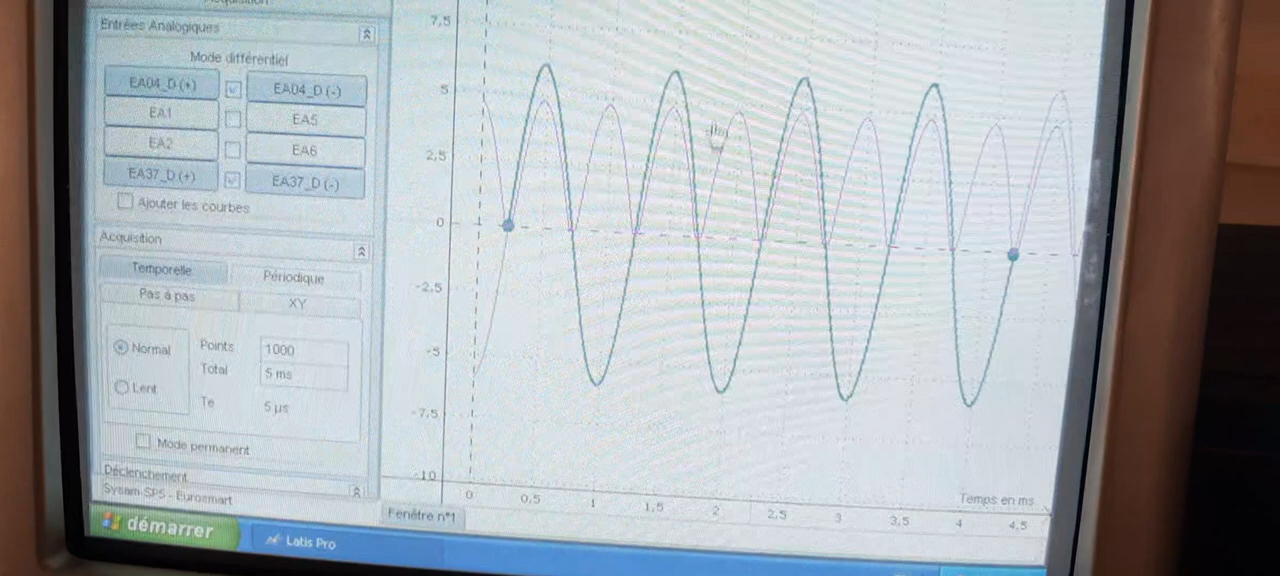 Acquisition
Entrées Analogiques
Mode différentiel
EA04_D (+) EA04_D (-)
EA1 EA5
EA2 EA6
EA37_D (+) EA37_D (-)
Ajouter les courbes
Acquisition
Temporelle Périodique
Pas à pas XY
Normal
Lent
Points 1000
Total 5 ms
Te 5 µs
Mode permanent
Déclenchement
Sysam-SP5 - Eurosmart
démarrer
Latis Pro
7,5
5
2,5
0
-2,5
-5
-7,5
-10
0 0,5 1 1,5 2 2,5 3 3,5 4 4,5
Temps en ms
Fenêtre n°1